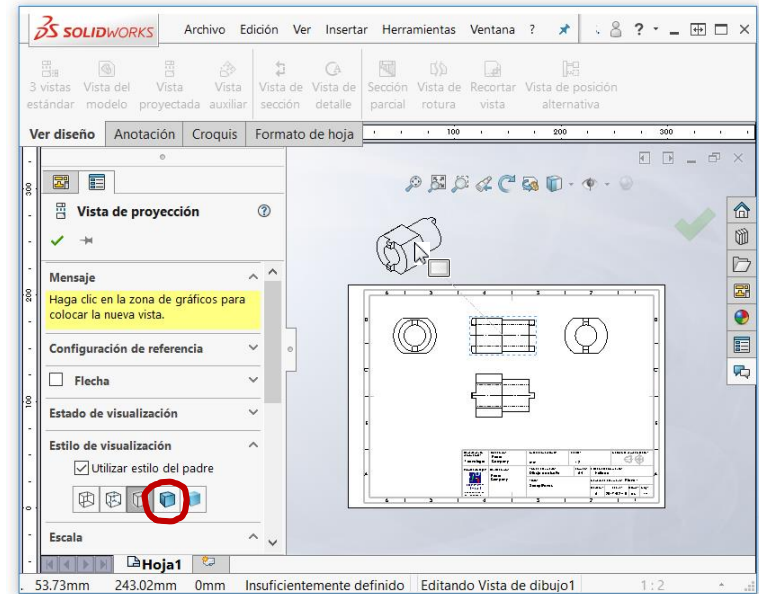 SOLIDWORKS Archivo Edición Ver Insertar Herramientas Ventana ? ?
3 vistas Vista del Vista Vista Vista de Vista de Sección Vista de Recortar Vista de posición
estándar modelo proyectada auxiliar sección detalle parcial rotura vista alternativa
Ver diseño Anotación Croquis Formato de hoja 100 200 300
Vista de proyección
Mensaje
Haga clic en la zona de gráficos para
colocar la nueva vista.
Configuración de referencia
Flecha
Estado de visualización
Estilo de visualización
Utilizar estilo del padre
Escala
300
200
100
0
Hoja1
53.73mm 243.02mm 0mm Insuficientemente definido Editando Vista de dibujo1 1 : 2